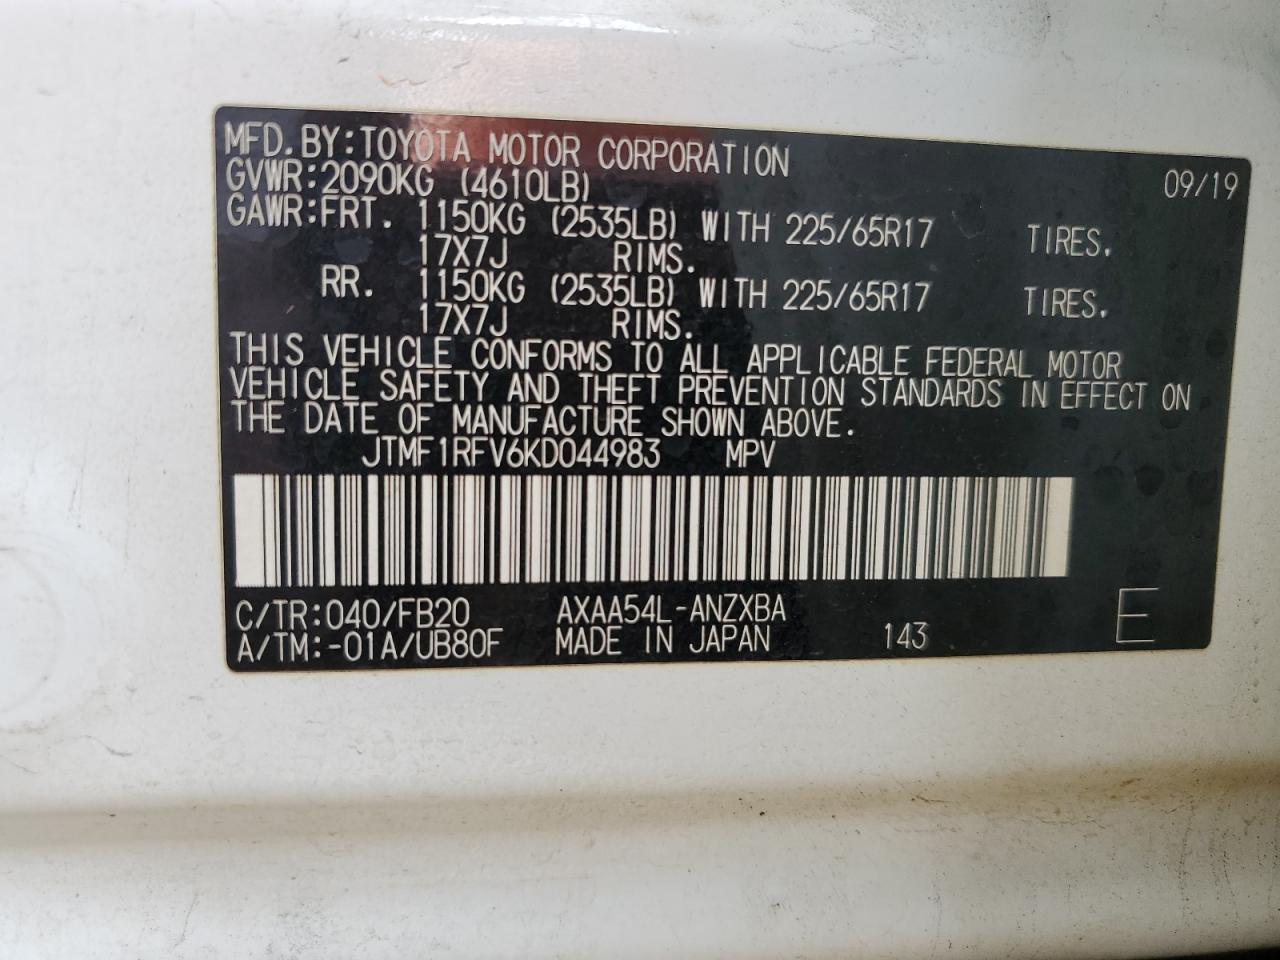 MFD. BY:TOYOTA MOTOR CORPORATION 09/19
GVWR:2090KG (4610LB)
GAWR:FRT. 1150KG (2535LB) WITH 225/65R17 TIRES.
17X7J RIMS.
RR. 1150KG (2535LB) WITH 225/65R17 TIRES.
17X7J RIMS.
THIS VEHICLE CONFORMS TO ALL APPLICABLE FEDERAL MOTOR
VEHICLE SAFETY AND THEFT PREVENTION STANDARDS IN EFFECT ON
THE DATE OF MANUFACTURE SHOWN ABOVE.
JTMF1RFV6KD044983 MPV
C/TR:040/FB20 AXAA54L-ANZXBA
A/TM:-01A/UB80F MADE IN JAPAN 143 E